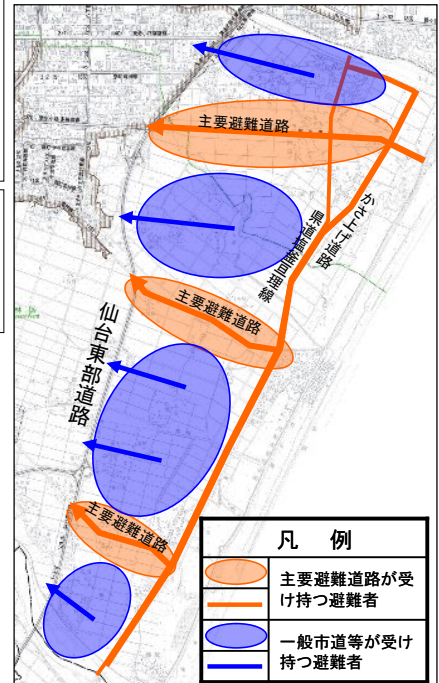 主要避難道路
かさ上げ道路
県道塩釜亘理線
主要避難道路
仙台東部道路
主要避難道路
凡 例
主要避難道路が受
け持つ避難者
一般市道等が受け
持つ避難者